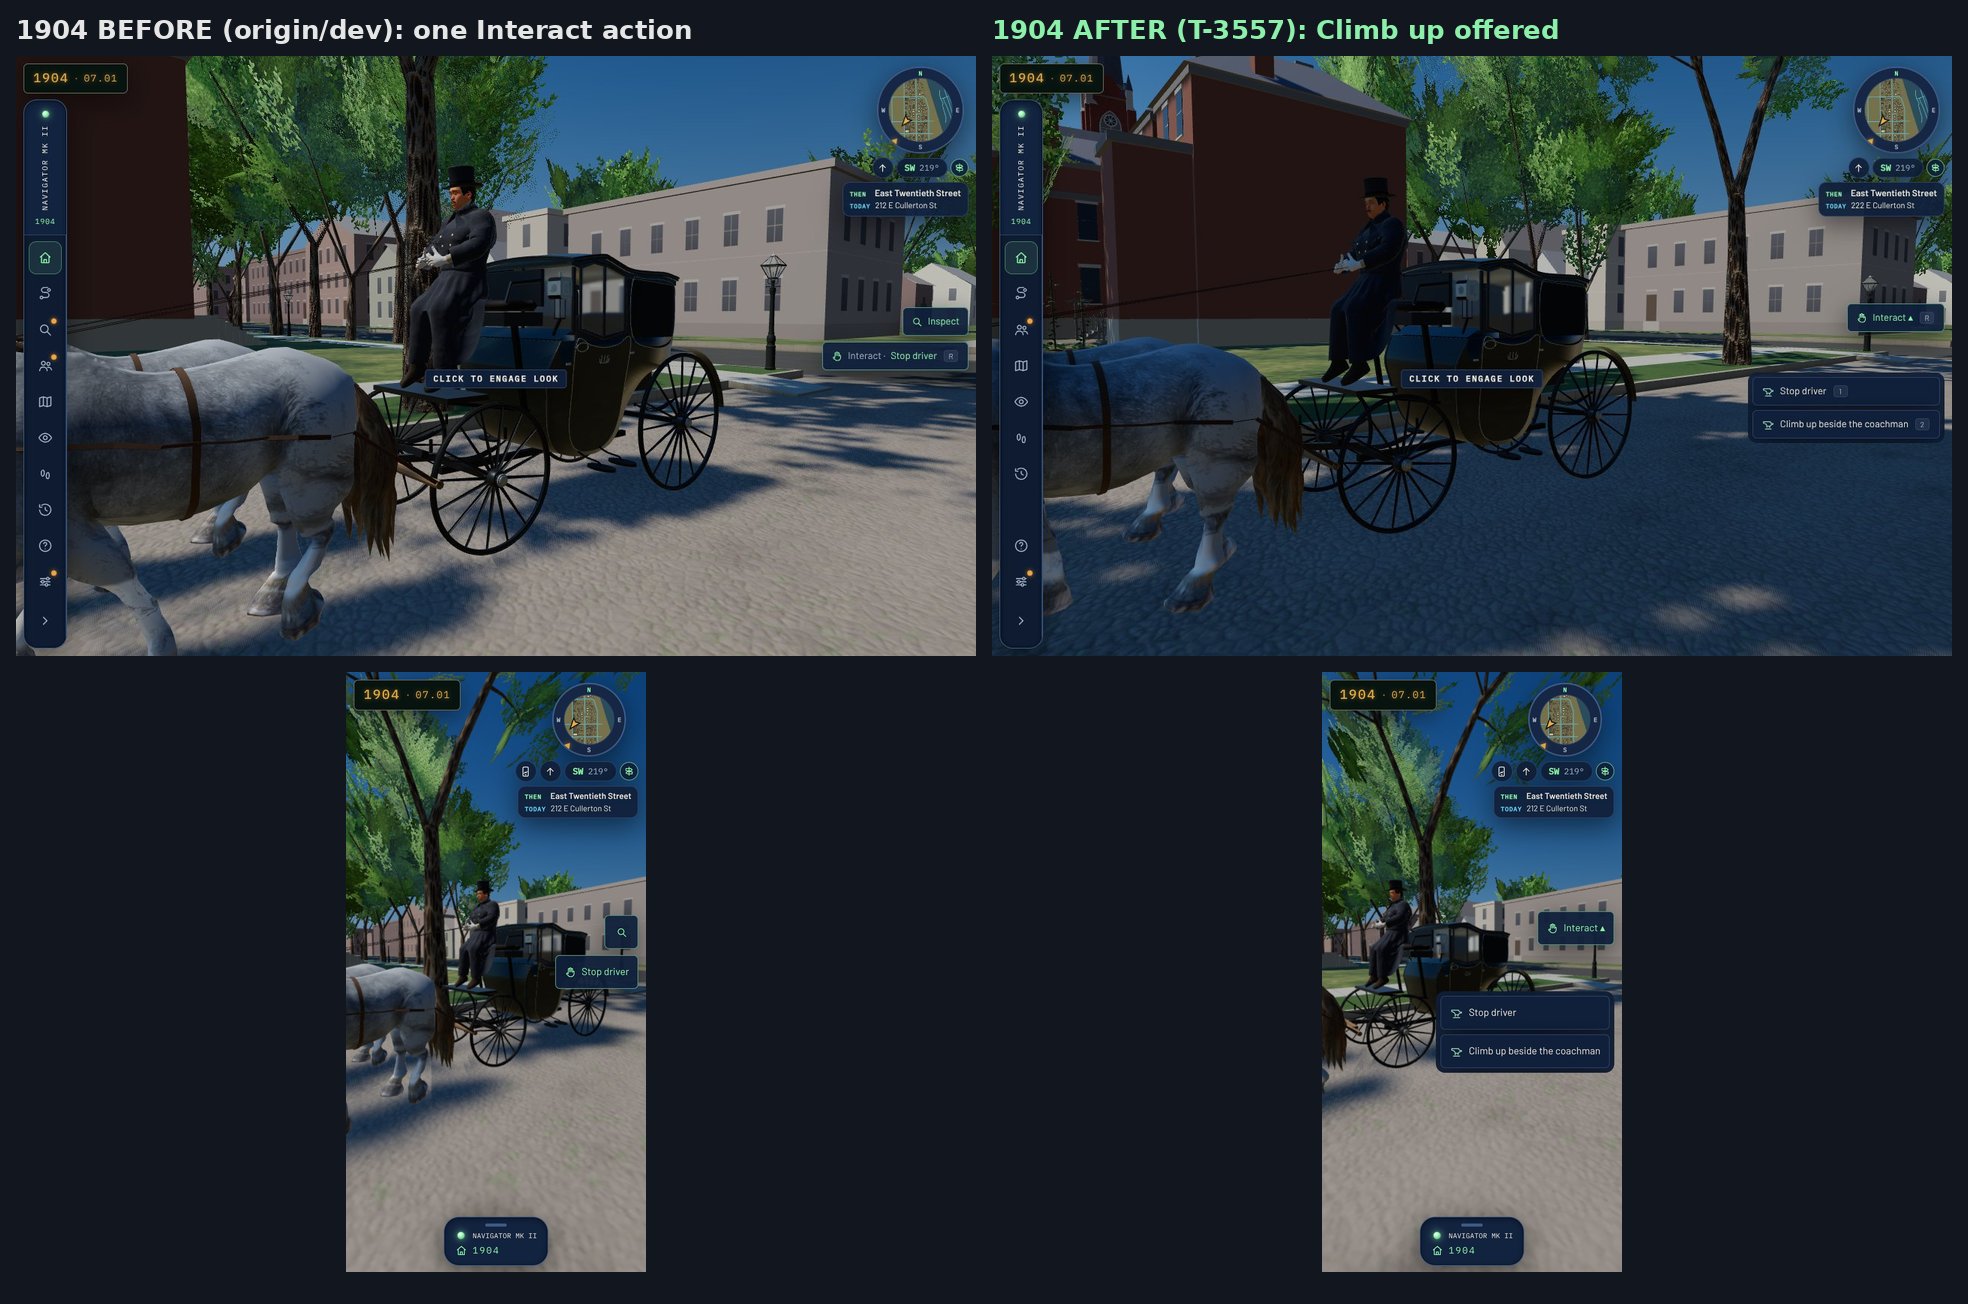 1904 BEFORE (origin/dev): one Interact action
1904 · 07.01
NAVIGATOR MK II
1904
N
W
E
S
SW 219°
THEN East Twentieth Street
TODAY 212 E Cullerton St
Inspect
Interact · Stop driver R
CLICK TO ENGAGE LOOK
1904 AFTER (T-3557): Climb up offered
1904 · 07.01
NAVIGATOR MK II
1904
N
W
E
S
SW 219°
THEN East Twentieth Street
TODAY 222 E Cullerton St
Interact ▴ R
CLICK TO ENGAGE LOOK
Stop driver 1
Climb up beside the coachman 2
1904 · 07.01
N
W
E
S
SW 219°
THEN East Twentieth Street
TODAY 212 E Cullerton St
Stop driver
NAVIGATOR MK II
1904
1904 · 07.01
N
W
E
S
SW 219°
THEN East Twentieth Street
TODAY 212 E Cullerton St
Interact ▴
Stop driver
Climb up beside the coachman
NAVIGATOR MK II
1904